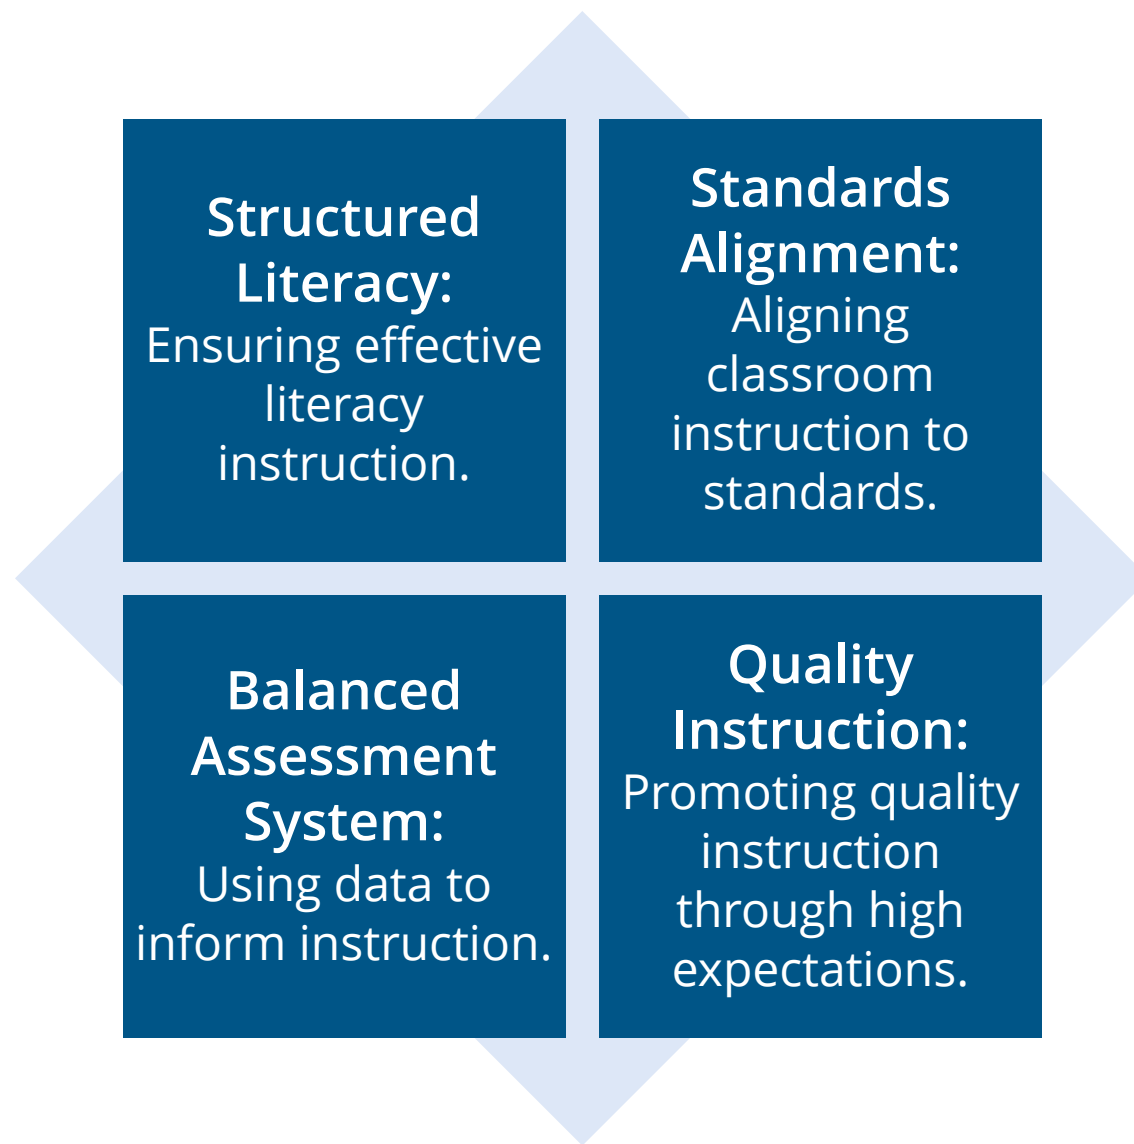 Structured
Literacy:
Ensuring effective
literacy
instruction.
Standards
Alignment:
Aligning
classroom
instruction to
standards.
Balanced
Assessment
System:
Using data to
inform instruction.
Quality
Instruction:
Promoting quality
instruction
through high
expectations.